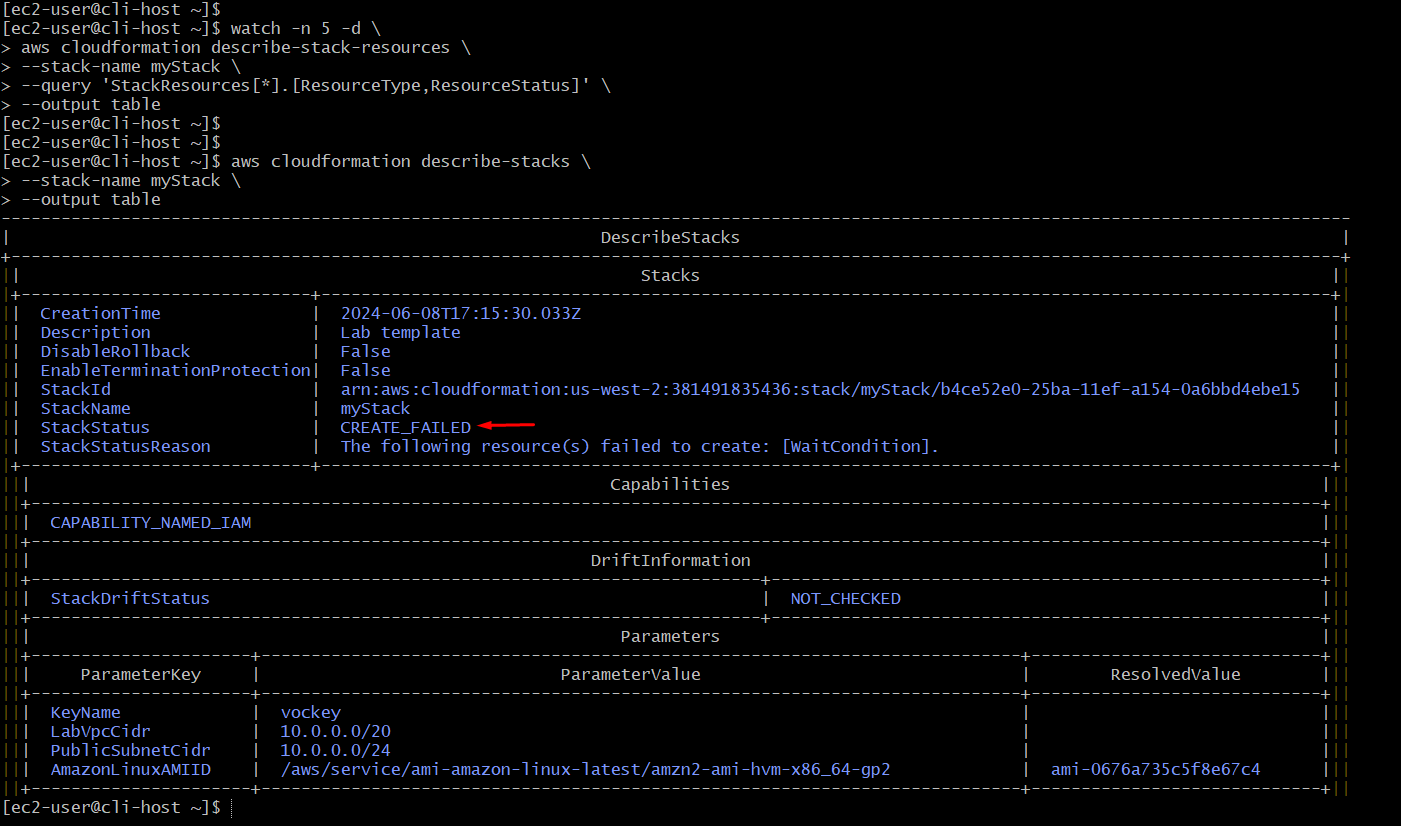 [ec2-user@cli-host ~]$
[ec2-user@cli-host ~]$ watch -n 5 -d \
> aws cloudformation describe-stack-resources \
> --stack-name myStack \
> --query 'StackResources[*].[ResourceType,ResourceStatus]' \
> --output table
[ec2-user@cli-host ~]$
[ec2-user@cli-host ~]$
[ec2-user@cli-host ~]$ aws cloudformation describe-stacks \
> --stack-name myStack \
> --output table
DescribeStacks
Stacks
CreationTime | 2024-06-08T17:15:30.033Z
Description | Lab template
DisableRollback | False
EnableTerminationProtection | False
StackId | arn:aws:cloudformation:us-west-2:381491835436:stack/myStack/b4ce52e0-25ba-11ef-a154-0a6bbd4ebe15
StackName | myStack
StackStatus | CREATE_FAILED
StackStatusReason | The following resource(s) failed to create: [WaitCondition].
Capabilities
CAPABILITY_NAMED_IAM
DriftInformation
StackDriftStatus | NOT_CHECKED
Parameters
ParameterKey | ParameterValue | ResolvedValue
KeyName | vockey |
LabVpcCidr | 10.0.0.0/20 |
PublicSubnetCidr | 10.0.0.0/24 |
AmazonLinuxAMIID | /aws/service/ami-amazon-linux-latest/amzn2-ami-hvm-x86_64-gp2 | ami-0676a735c5f8e67c4
[ec2-user@cli-host ~]$